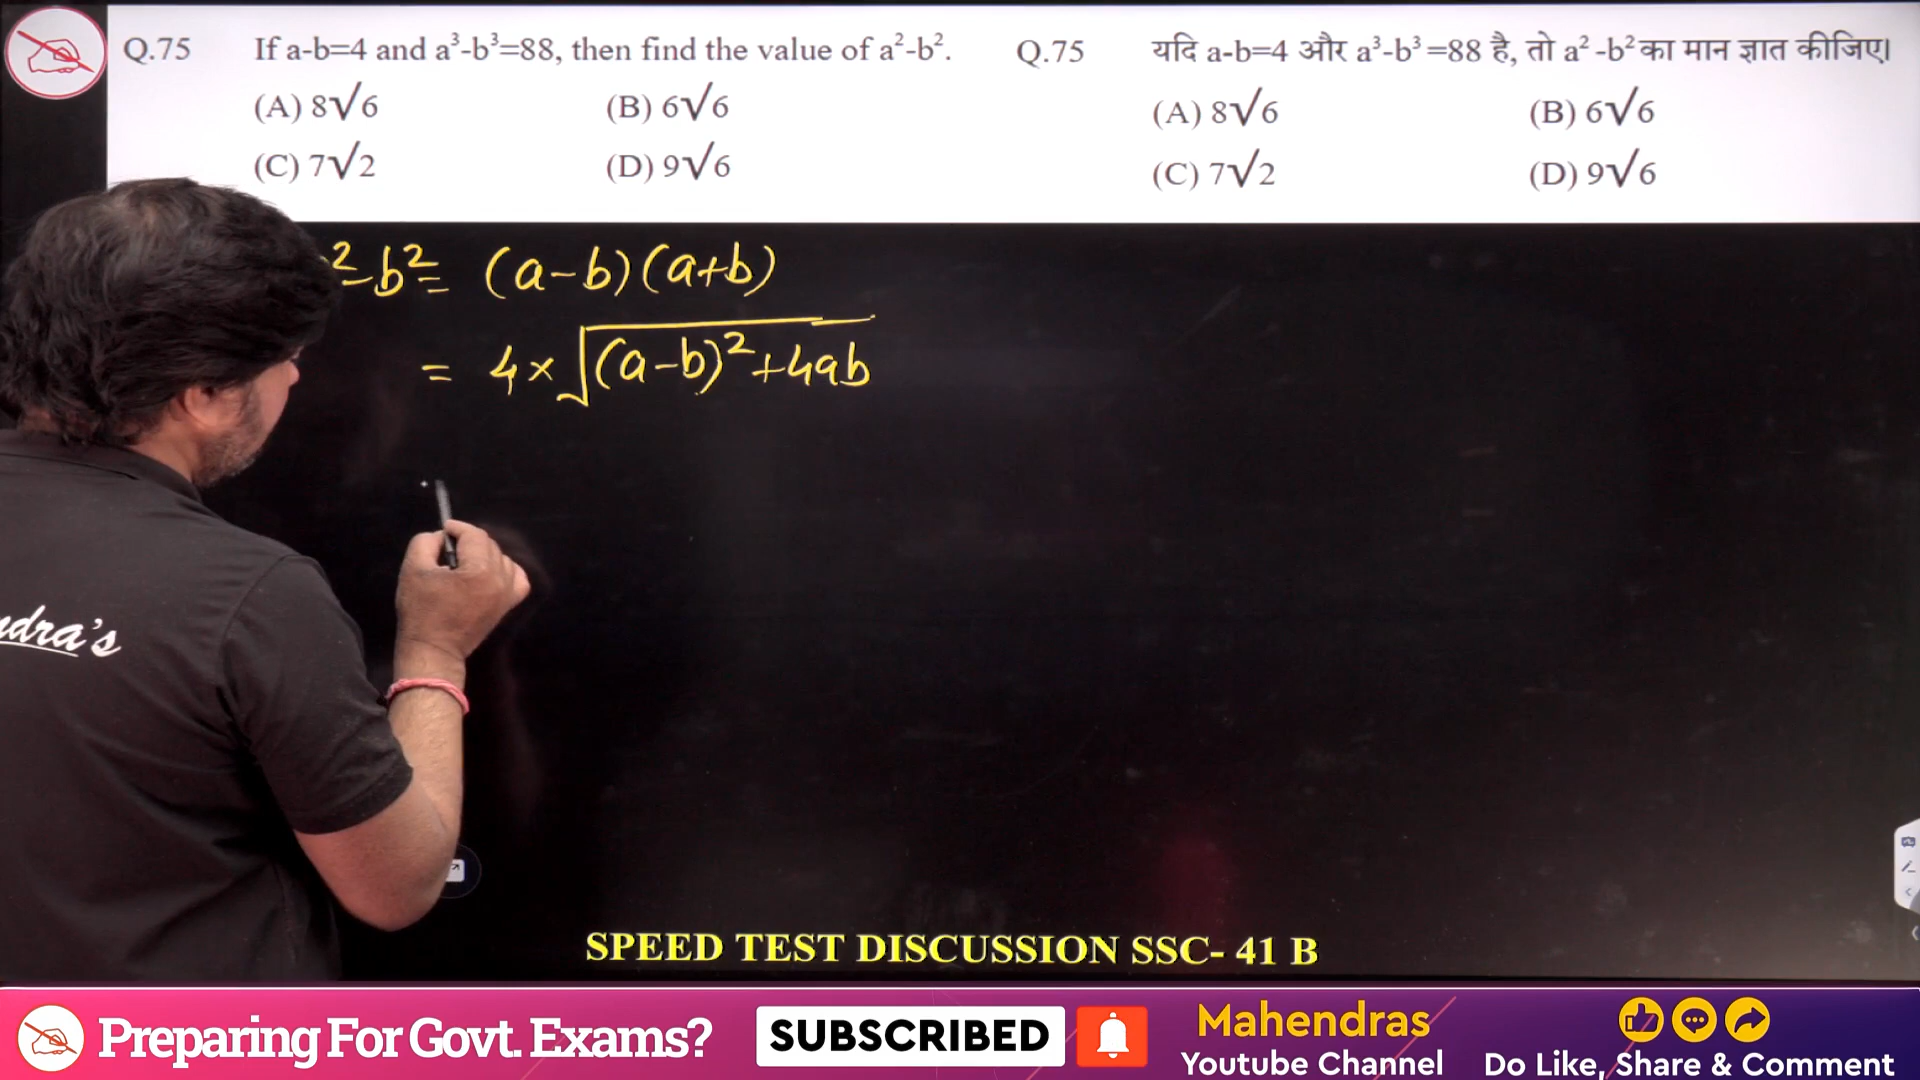 Q.75 If a-b=4 and a³-b³=88, then find the value of a²-b².
(A) 8√6 (B) 6√6
(C) 7√2 (D) 9√6
Q.75 यदि a-b=4 और a³-b³=88 है, तो a²-b² का मान ज्ञात कीजिए।
(A) 8√6 (B) 6√6
(C) 7√2 (D) 9√6
²-b² = (a-b)(a+b)
= 4×√(a-b)²+4ab
ndra's
SPEED TEST DISCUSSION SSC- 41 B
Preparing For Govt. Exams?
SUBSCRIBED
Mahendras
Youtube Channel
Do Like, Share & Comment